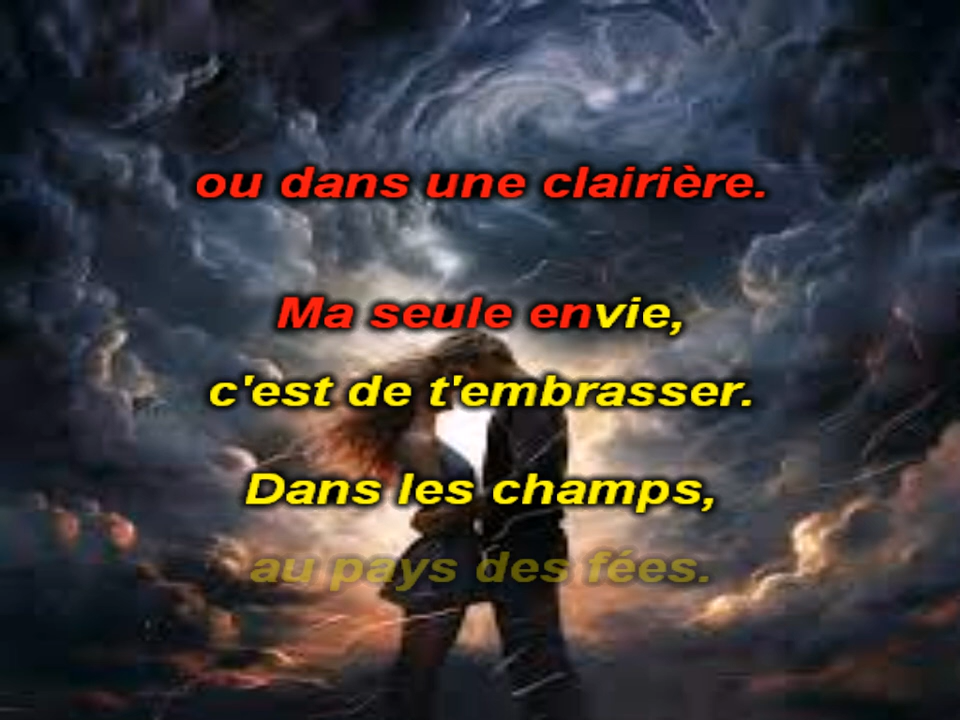 ou dans une clairière.
Ma seule envie,
c'est de t'embrasser.
Dans les champs,
au pays des fées.